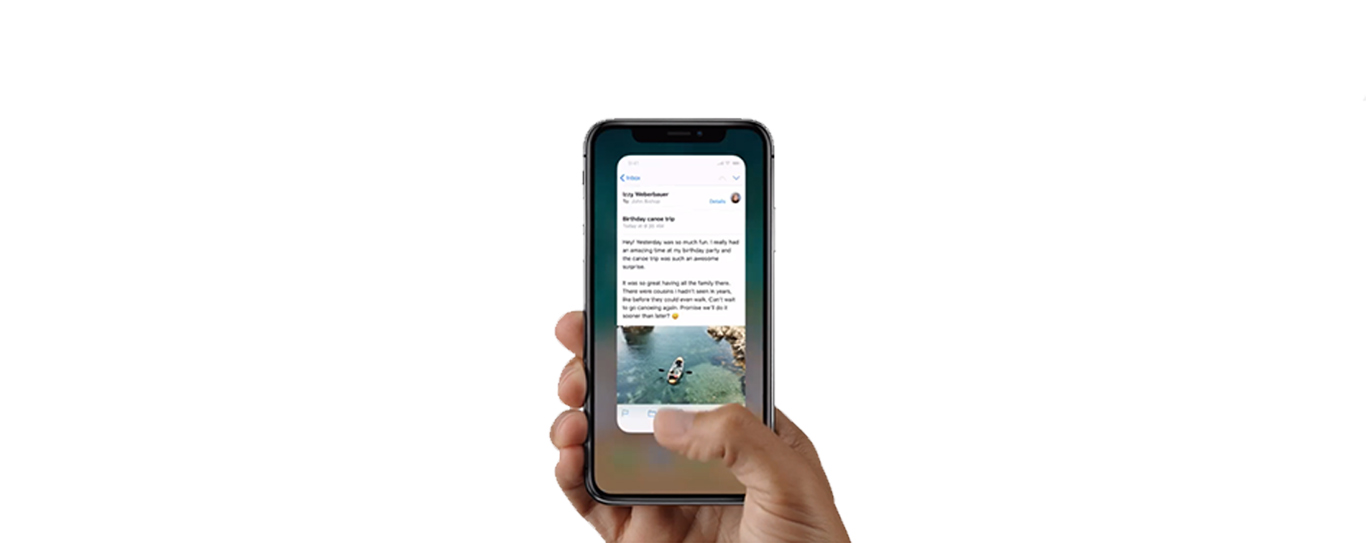 Inbox
Izzy Weberbauer
To: John Bishop
Details
Birthday canoe trip
Today at 8:36 AM
Hey! Yesterday was so much fun. I really had
an amazing time at my birthday party and
the canoe trip was such an awesome
surprise.
It was so great having all the family there.
There were cousins I hadn't seen in years,
like before they could even walk. Can't wait
to go canoeing again. Promise we'll do it
sooner than later? 😀